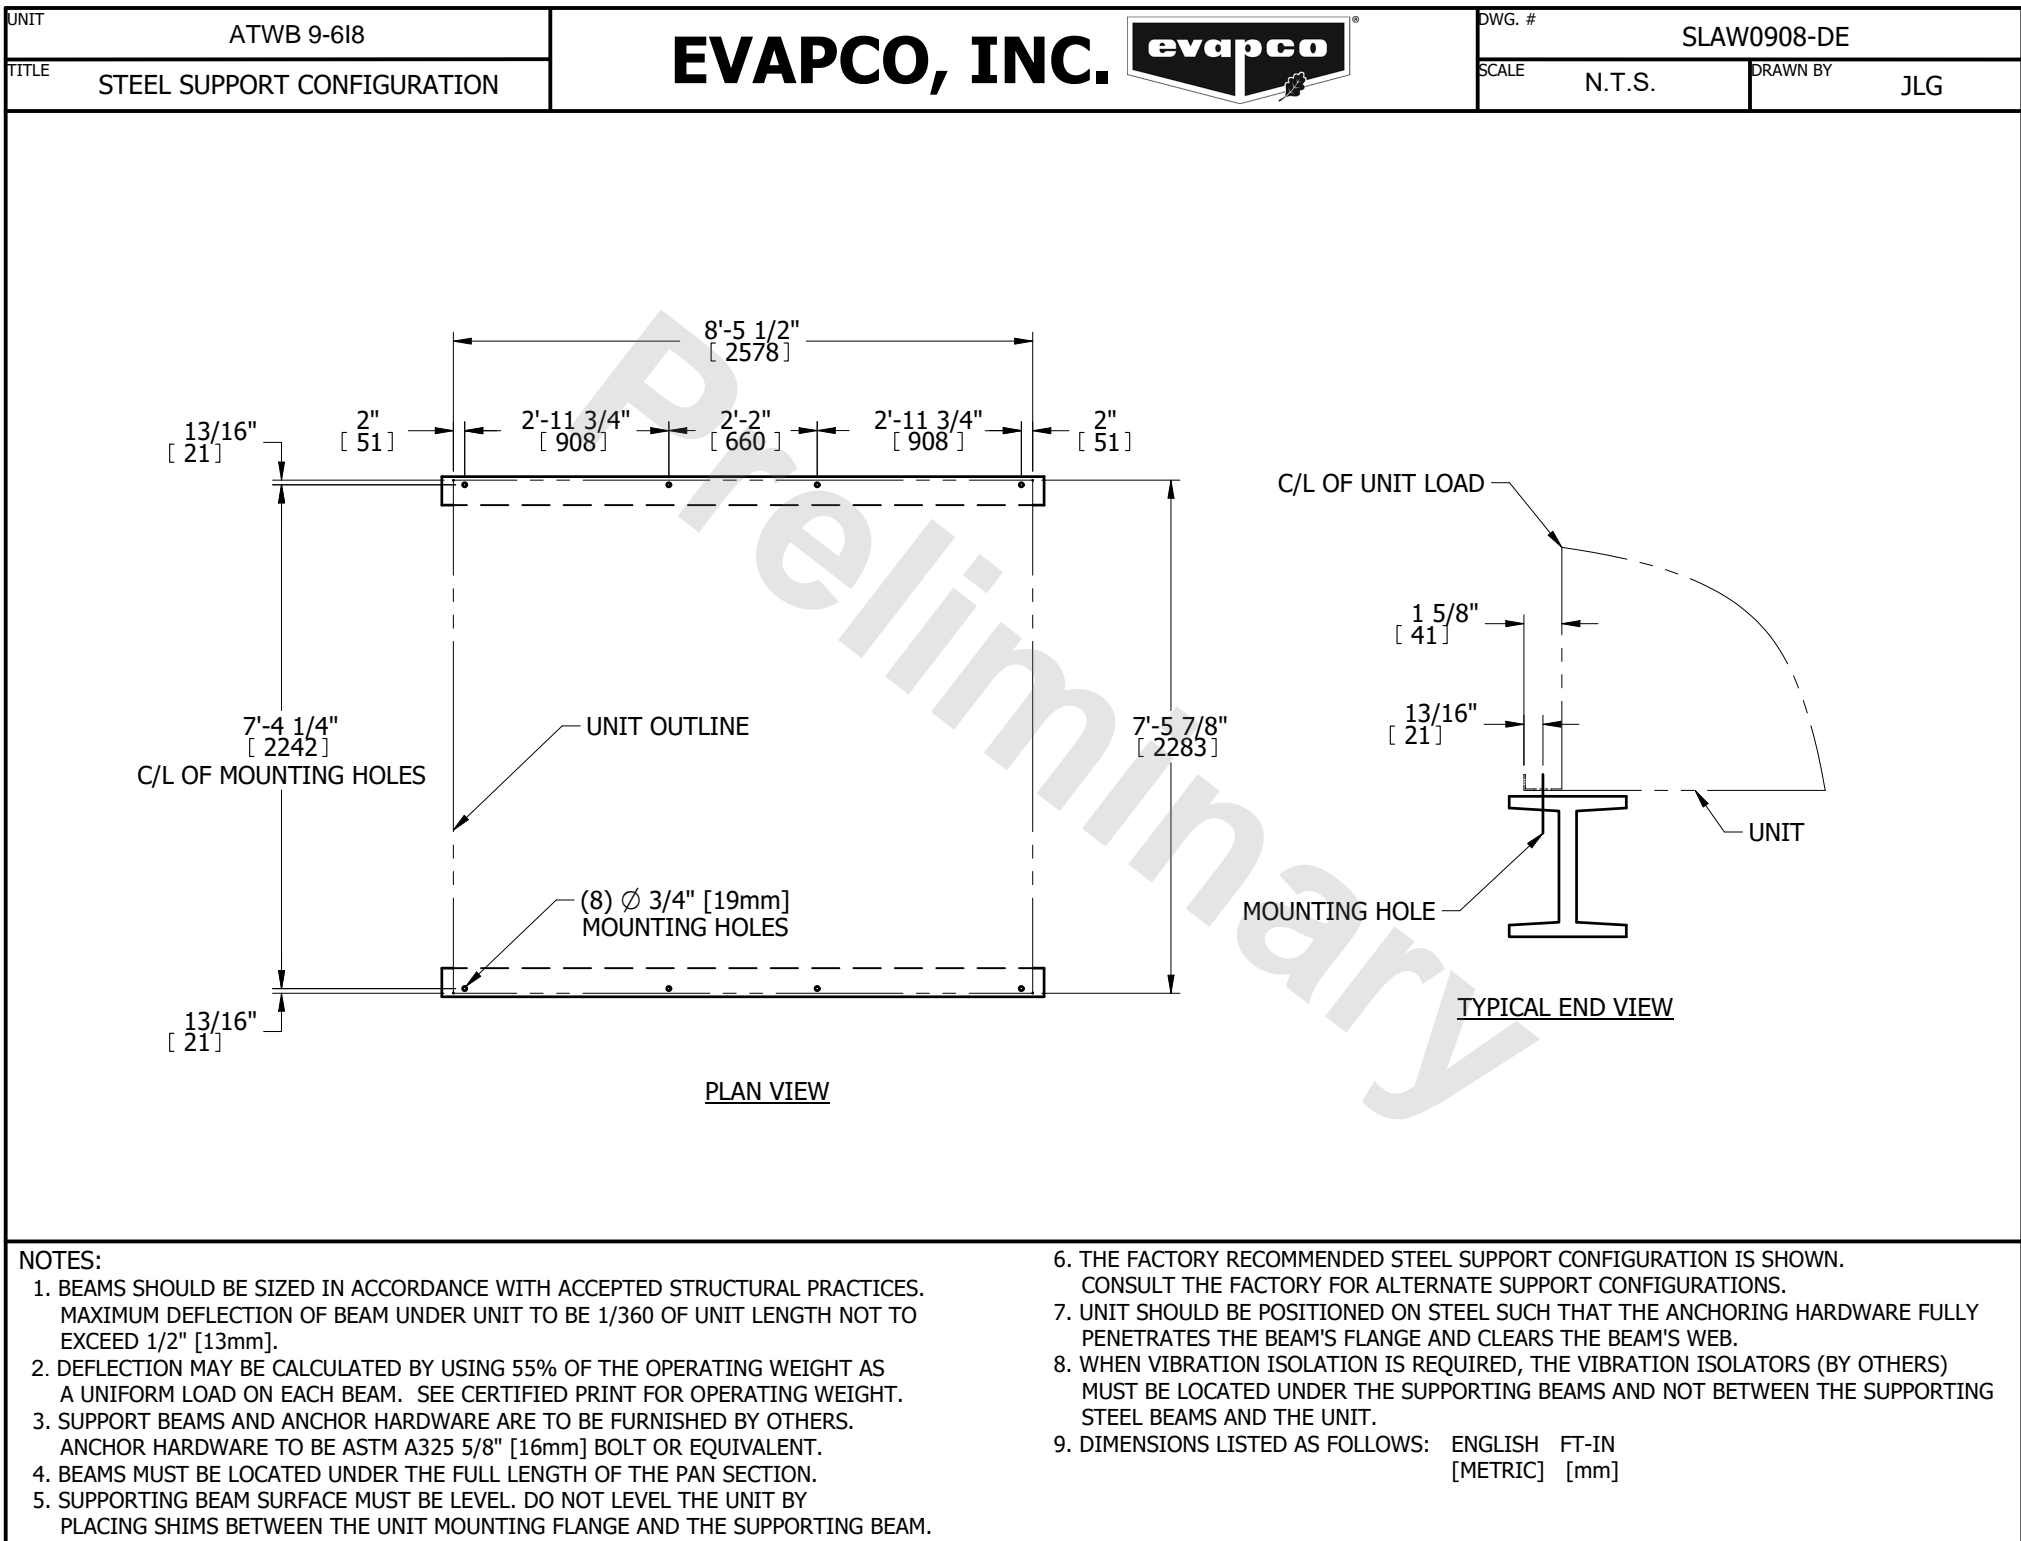 UNIT
ATWB 9-6I8
TITLE
STEEL SUPPORT CONFIGURATION
EVAPCO, INC.
evapco
®
DWG. #
SLAW0908-DE
SCALE
N.T.S.
DRAWN BY
JLG
8'-5 1/2"
[ 2578 ]
13/16"
[ 21 ]
2"
[ 51 ]
2'-11 3/4"
[ 908 ]
2'-2"
[ 660 ]
2'-11 3/4"
[ 908 ]
2"
[ 51 ]
7'-4 1/4"
[ 2242 ]
C/L OF MOUNTING HOLES
UNIT OUTLINE
7'-5 7/8"
[ 2283 ]
(8) Ø 3/4" [19mm]
MOUNTING HOLES
13/16"
[ 21 ]
PLAN VIEW
C/L OF UNIT LOAD
1 5/8"
[ 41 ]
13/16"
[ 21 ]
UNIT
MOUNTING HOLE
TYPICAL END VIEW
Preliminary
NOTES:
1. BEAMS SHOULD BE SIZED IN ACCORDANCE WITH ACCEPTED STRUCTURAL PRACTICES.
MAXIMUM DEFLECTION OF BEAM UNDER UNIT TO BE 1/360 OF UNIT LENGTH NOT TO
EXCEED 1/2" [13mm].
2. DEFLECTION MAY BE CALCULATED BY USING 55% OF THE OPERATING WEIGHT AS
A UNIFORM LOAD ON EACH BEAM. SEE CERTIFIED PRINT FOR OPERATING WEIGHT.
3. SUPPORT BEAMS AND ANCHOR HARDWARE ARE TO BE FURNISHED BY OTHERS.
ANCHOR HARDWARE TO BE ASTM A325 5/8" [16mm] BOLT OR EQUIVALENT.
4. BEAMS MUST BE LOCATED UNDER THE FULL LENGTH OF THE PAN SECTION.
5. SUPPORTING BEAM SURFACE MUST BE LEVEL. DO NOT LEVEL THE UNIT BY
PLACING SHIMS BETWEEN THE UNIT MOUNTING FLANGE AND THE SUPPORTING BEAM.
6. THE FACTORY RECOMMENDED STEEL SUPPORT CONFIGURATION IS SHOWN.
CONSULT THE FACTORY FOR ALTERNATE SUPPORT CONFIGURATIONS.
7. UNIT SHOULD BE POSITIONED ON STEEL SUCH THAT THE ANCHORING HARDWARE FULLY
PENETRATES THE BEAM'S FLANGE AND CLEARS THE BEAM'S WEB.
8. WHEN VIBRATION ISOLATION IS REQUIRED, THE VIBRATION ISOLATORS (BY OTHERS)
MUST BE LOCATED UNDER THE SUPPORTING BEAMS AND NOT BETWEEN THE SUPPORTING
STEEL BEAMS AND THE UNIT.
9. DIMENSIONS LISTED AS FOLLOWS: ENGLISH FT-IN
[METRIC] [mm]